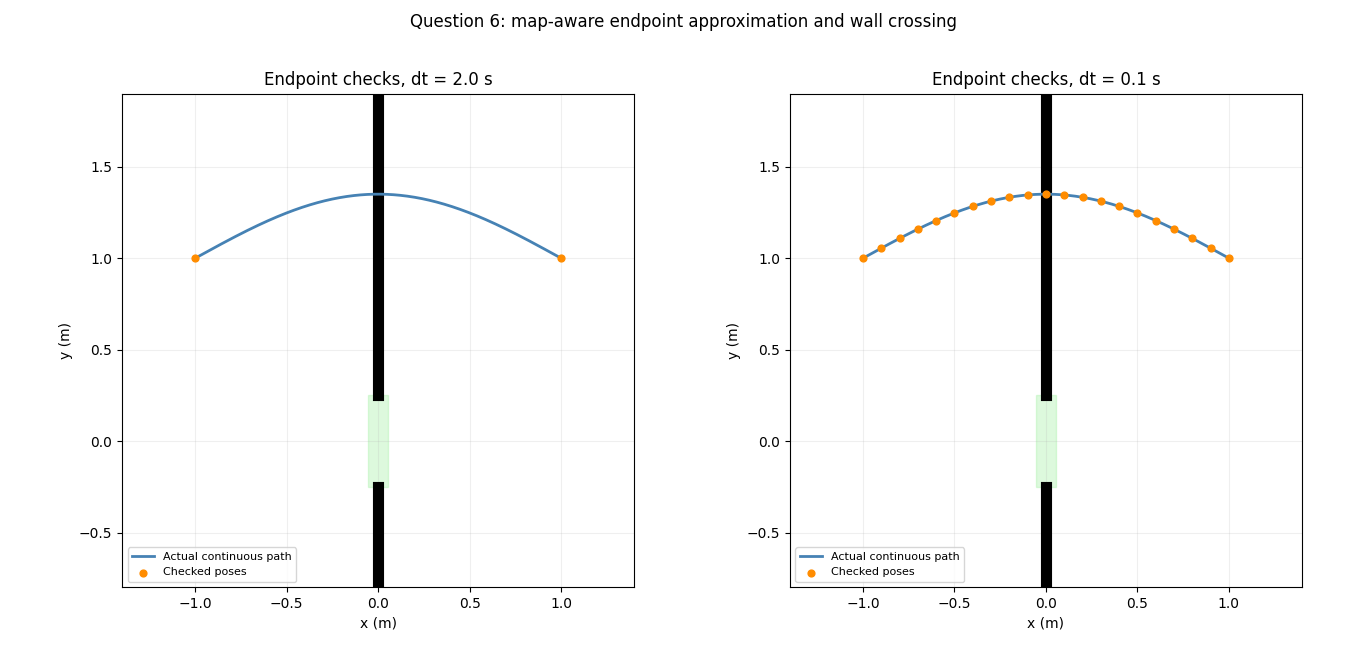 Question 6: map-aware endpoint approximation and wall crossing
Endpoint checks, dt = 2.0 s
1.5
1.0
0.5
0.0
−0.5
y (m)
Actual continuous path
Checked poses
−1.0
−0.5
0.0
0.5
1.0
x (m)
Endpoint checks, dt = 0.1 s
1.5
1.0
0.5
0.0
−0.5
y (m)
Actual continuous path
Checked poses
−1.0
−0.5
0.0
0.5
1.0
x (m)